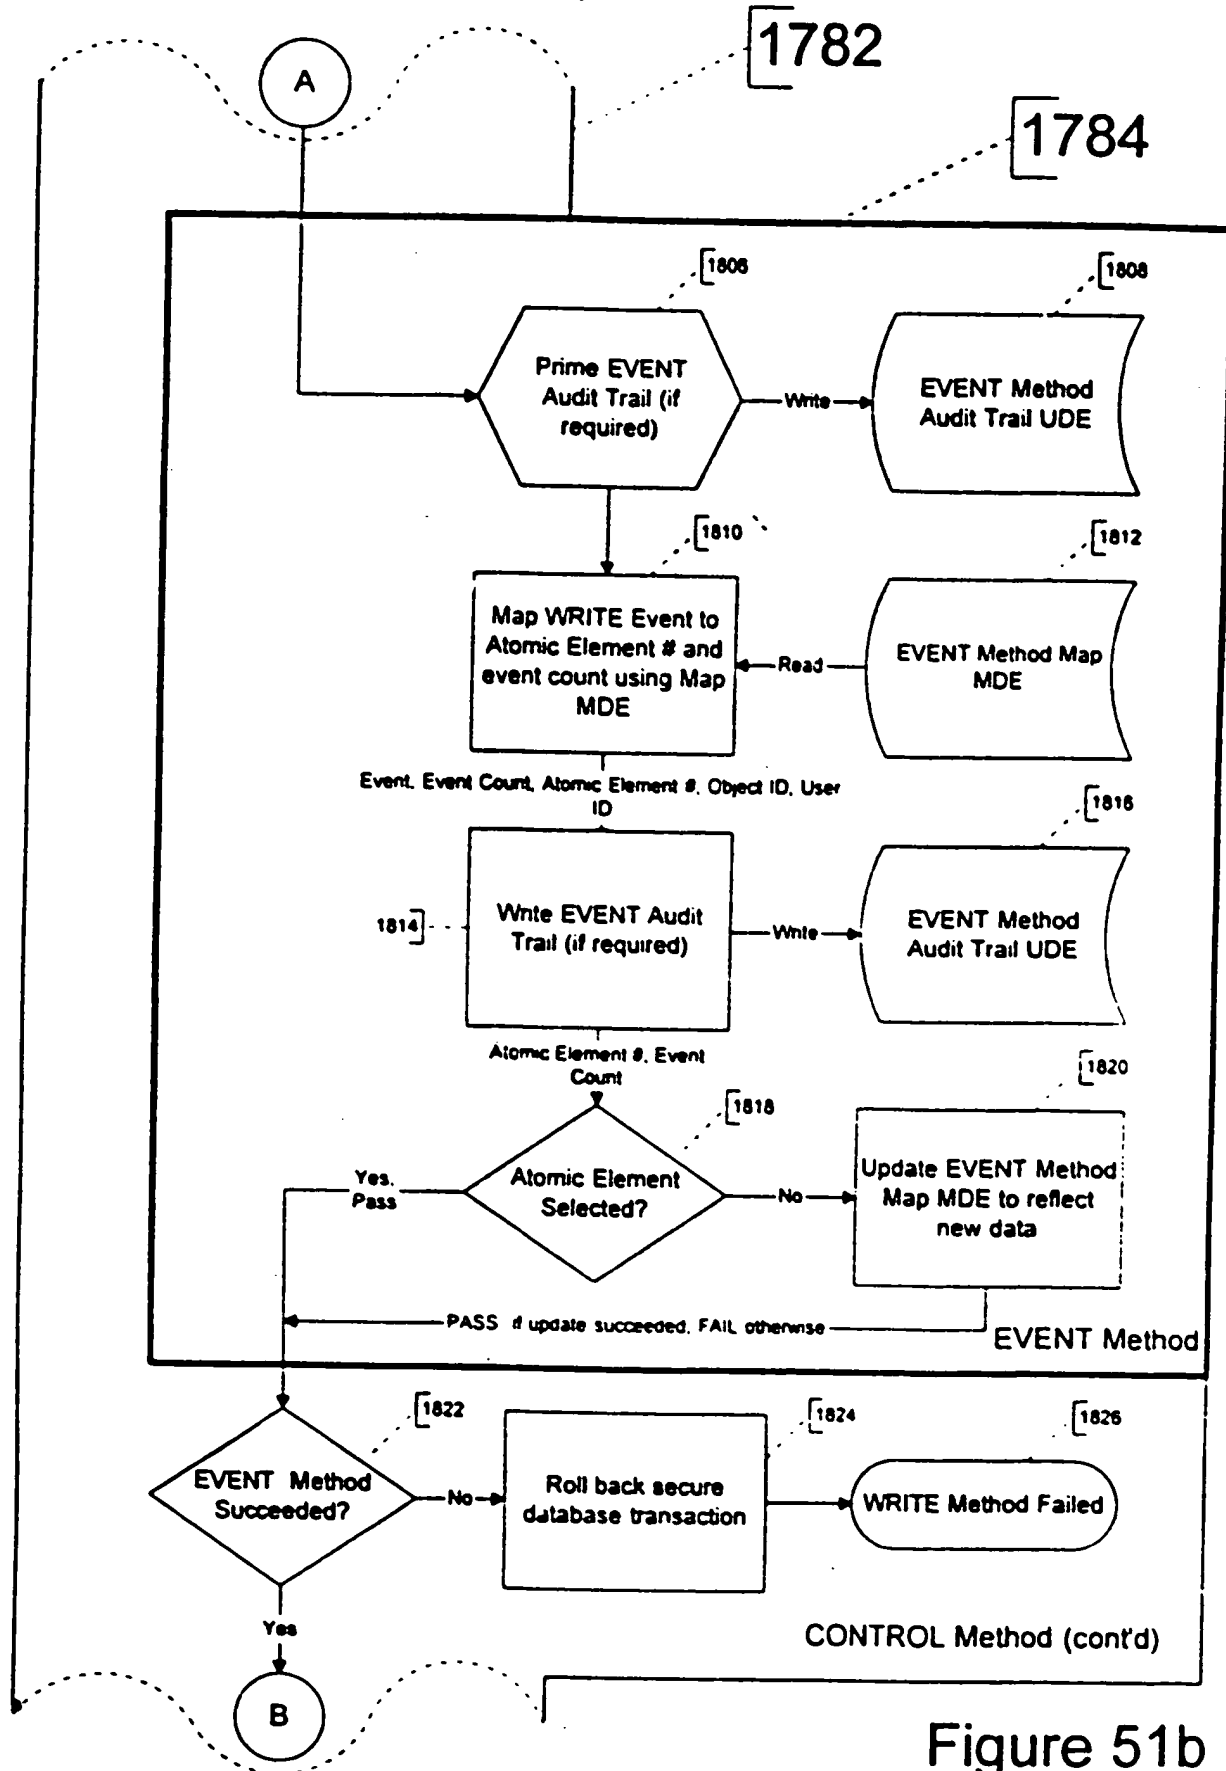 1782
A
1784
1806
1808
Prime EVENT
Audit Trail (if
required)
Write
EVENT Method
Audit Trail UDE
1810
1812
Map WRITE Event to
Atomic Element # and
event count using Map
MDE
Read
EVENT Method Map
MDE
Event, Event Count, Atomic Element #, Object ID, User
ID
1816
1814
Write EVENT Audit
Trail (if required)
Write
EVENT Method
Audit Trail UDE
Atomic Element #, Event
Count
1820
1818
Yes,
Pass
Atomic Element
Selected?
No
Update EVENT Method
Map MDE to reflect
new data
PASS if update succeeded, FAIL otherwise
EVENT Method
1822
1824
1826
EVENT Method
Succeeded?
No
Roll back secure
database transaction
WRITE Method Failed
Yes
CONTROL Method (cont'd)
B
Figure 51b